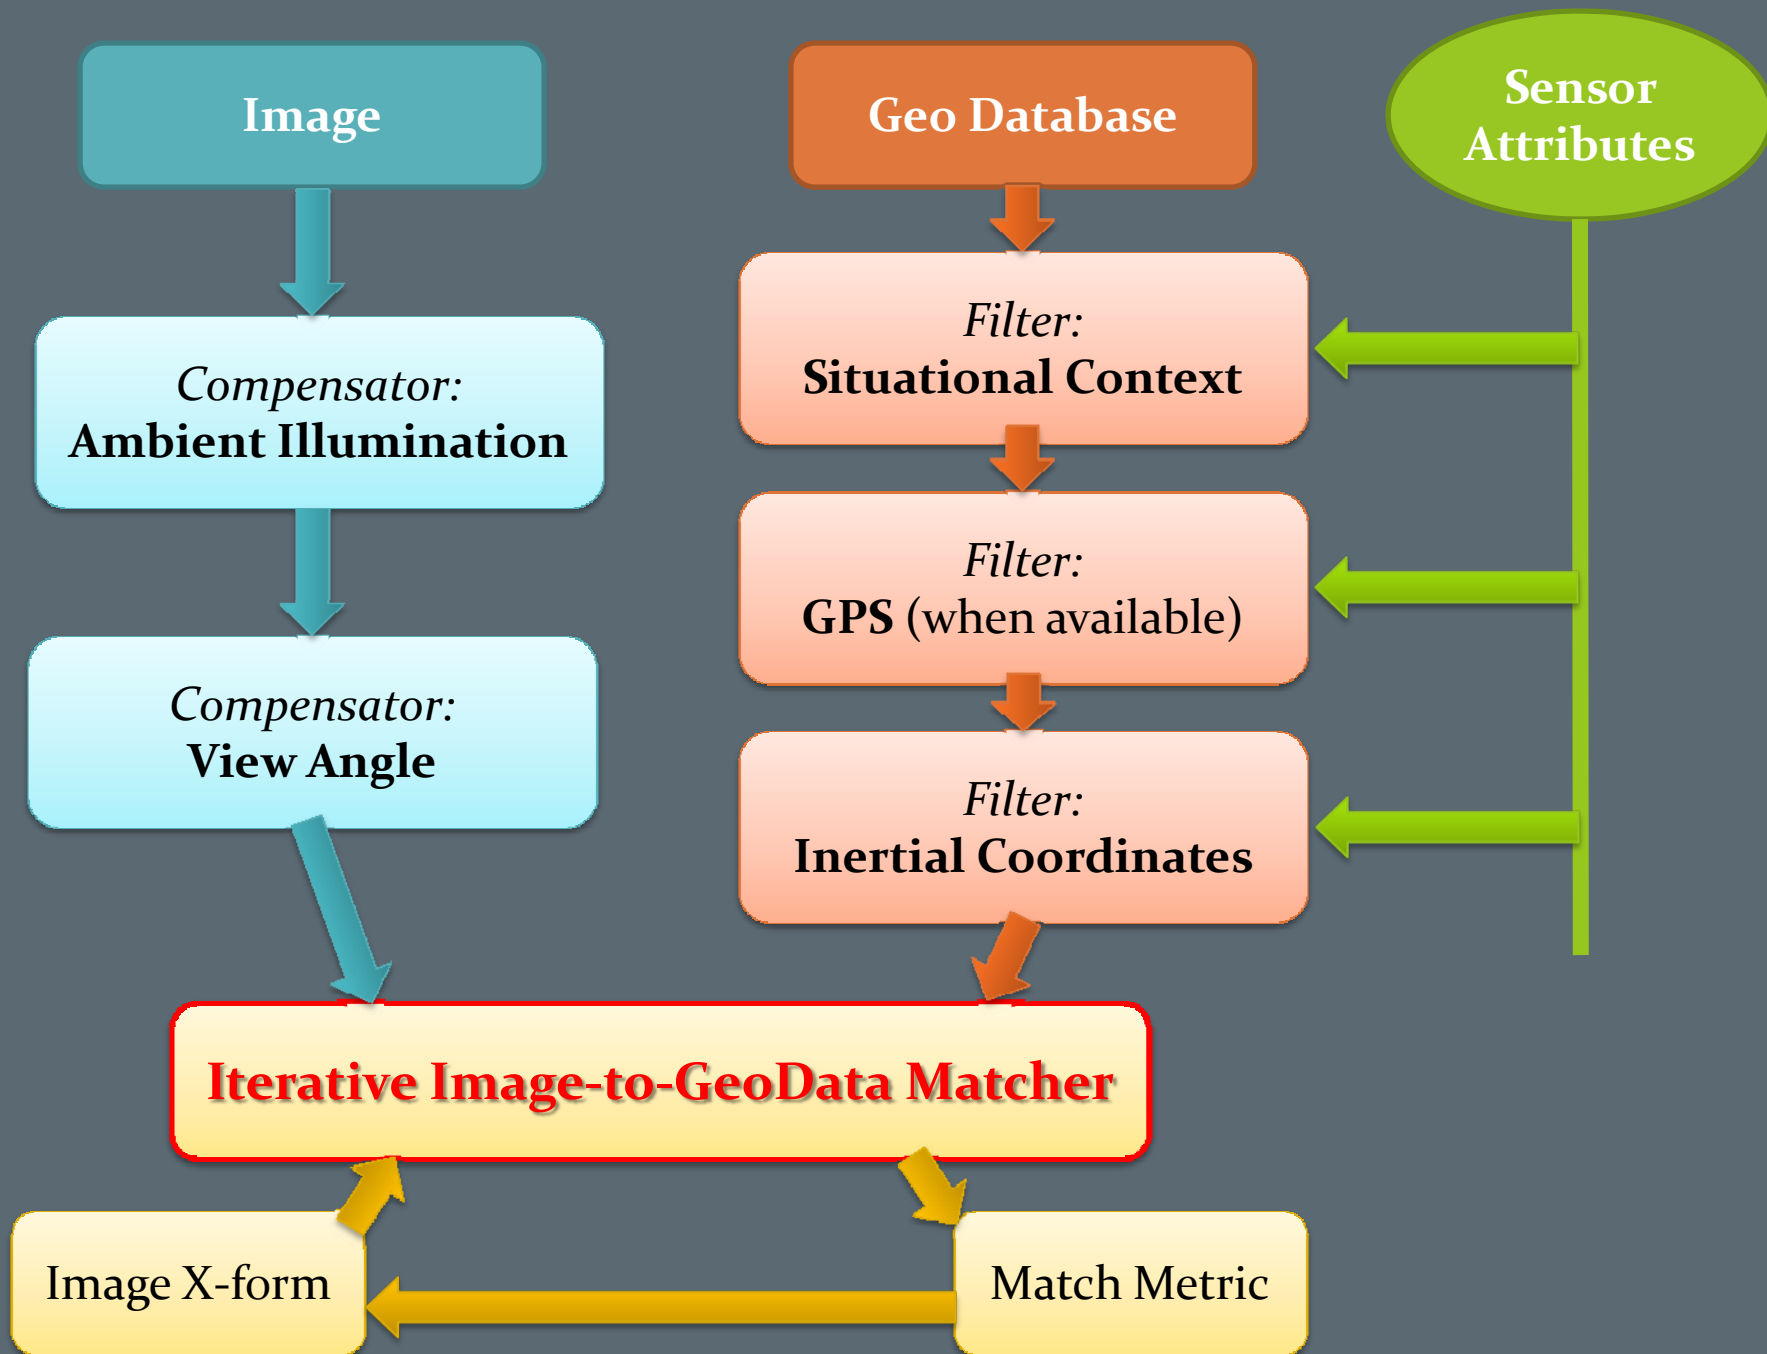 Image
Geo Database
Sensor
Attributes
Compensator:
Ambient Illumination
Compensator:
View Angle
Filter:
Situational Context
Filter:
GPS (when available)
Filter:
Inertial Coordinates
Iterative Image-to-GeoData Matcher
Image X-form
Match Metric